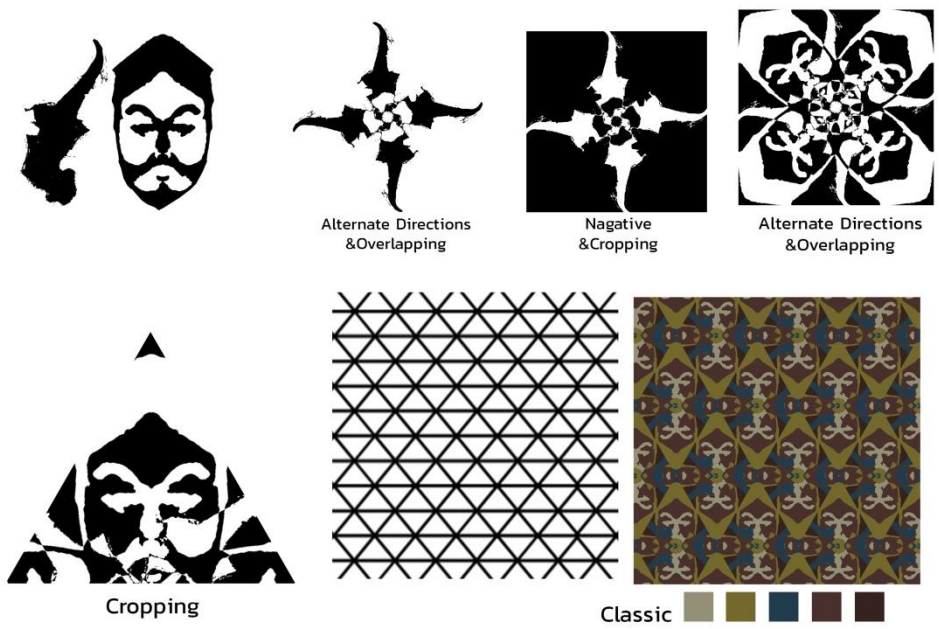 Alternate Directions
&Overlapping
Nagative
&Cropping
Alternate Directions
&Overlapping
Cropping
Classic